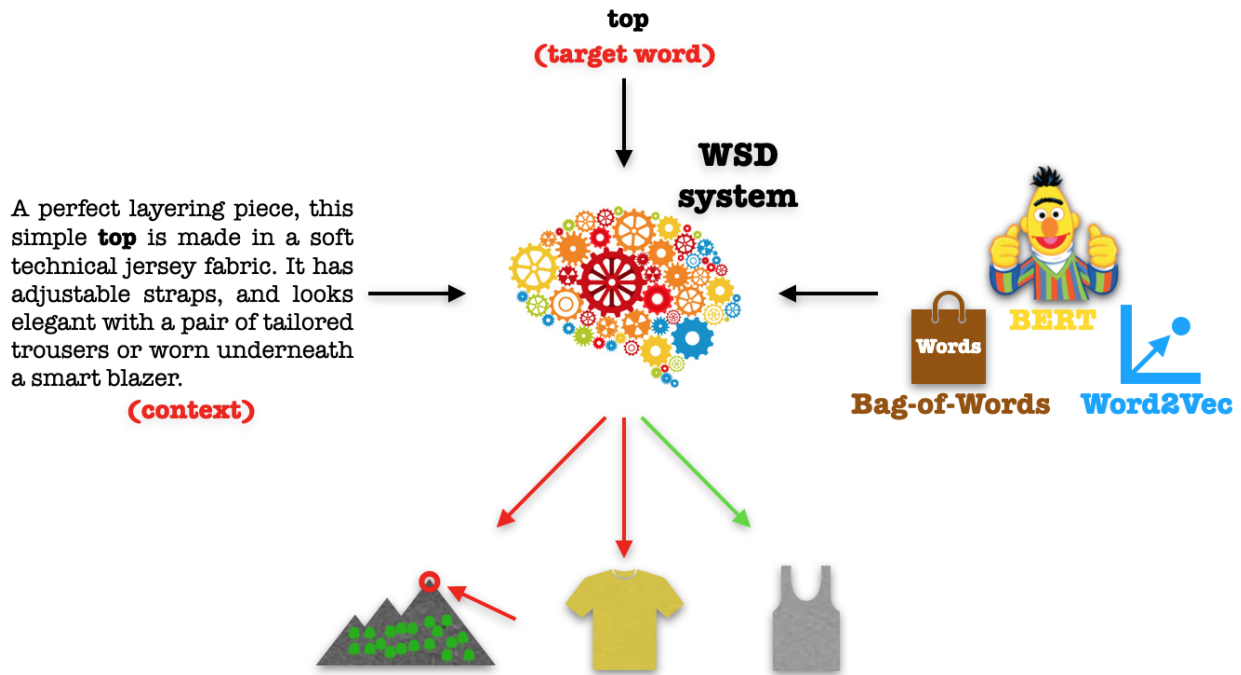 top
(target word)
WSD
system
A perfect layering piece, this
simple top is made in a soft
technical jersey fabric. It has
adjustable straps, and looks
elegant with a pair of tailored
trousers or worn underneath
a smart blazer.
(context)
BERT
Words
Bag-of-Words
Word2Vec